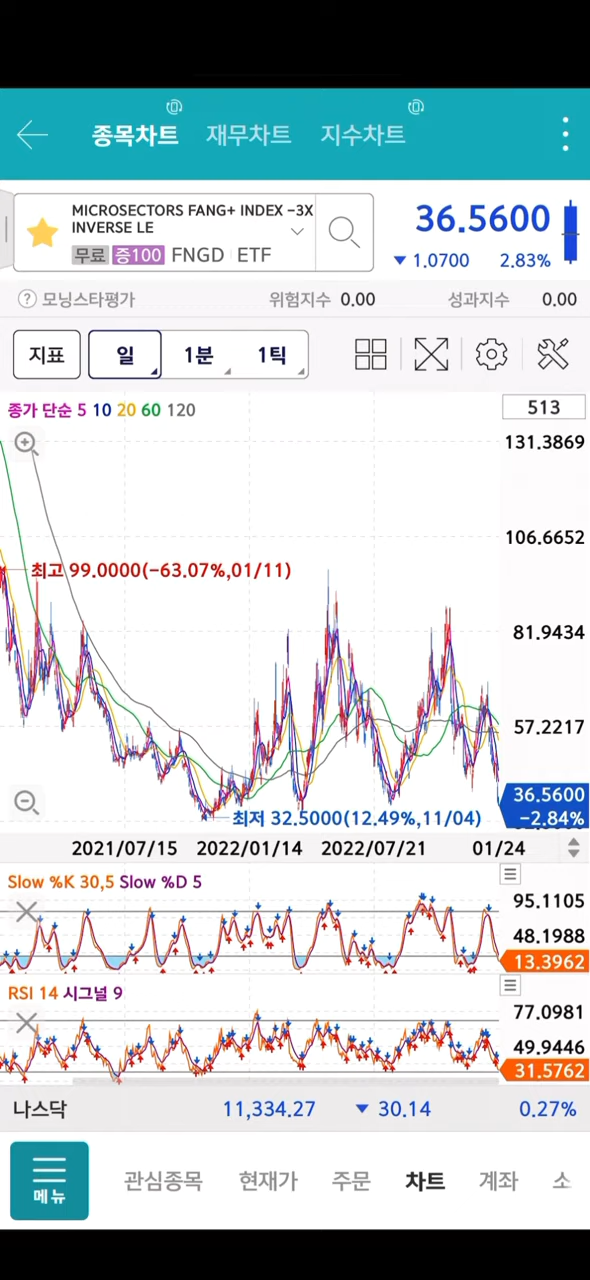 종목차트 재무차트 지수차트
MICROSECTORS FANG+ INDEX -3X
INVERSE LE
무료 증100 FNGD ETF
36.5600
▼ 1.0700 2.83%
? 모닝스타평가 위험지수 0.00 성과지수 0.00
지표 일 1분 1틱
종가 단순 5 10 20 60 120
513
131.3869
106.6652
최고 99.0000(-63.07%,01/11)
81.9434
57.2217
36.5600
-2.84%
최저 32.5000(12.49%,11/04)
2021/07/15 2022/01/14 2022/07/21 01/24
Slow %K 30,5 Slow %D 5
95.1105
48.1988
13.3962
RSI 14 시그널 9
77.0981
49.9446
31.5762
나스닥 11,334.27 ▼ 30.14 0.27%
메뉴 관심종목 현재가 주문 차트 계좌 소